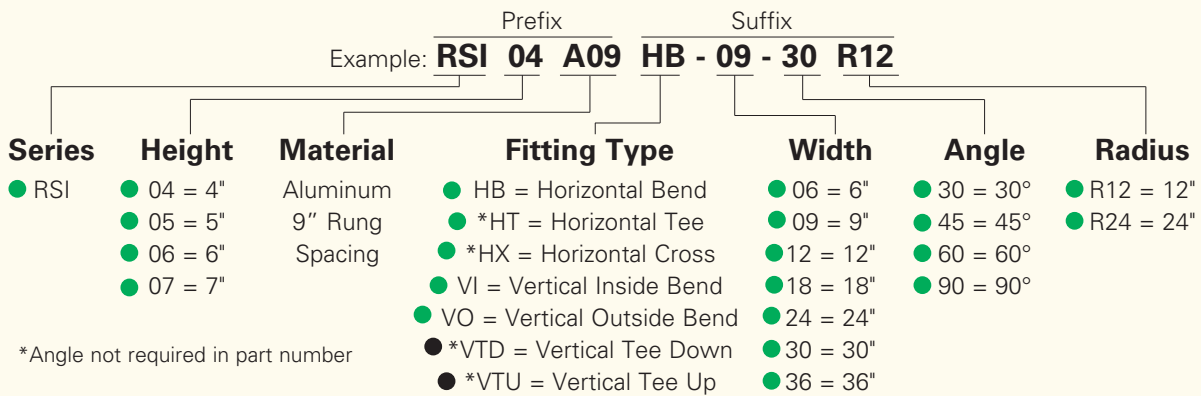 Prefix Suffix
Example: RSI 04 A09 HB - 09 - 30 R12
Series Height Material Fitting Type Width Angle Radius
RSI 04 = 4" Aluminum HB = Horizontal Bend 06 = 6" 30 = 30° R12 = 12"
05 = 5" 9” Rung *HT = Horizontal Tee 09 = 9" 45 = 45° R24 = 24"
06 = 6" Spacing *HX = Horizontal Cross 12 = 12" 60 = 60°
07 = 7" VI = Vertical Inside Bend 18 = 18" 90 = 90°
VO = Vertical Outside Bend 24 = 24"
*Angle not required in part number *VTD = Vertical Tee Down 30 = 30"
*VTU = Vertical Tee Up 36 = 36"